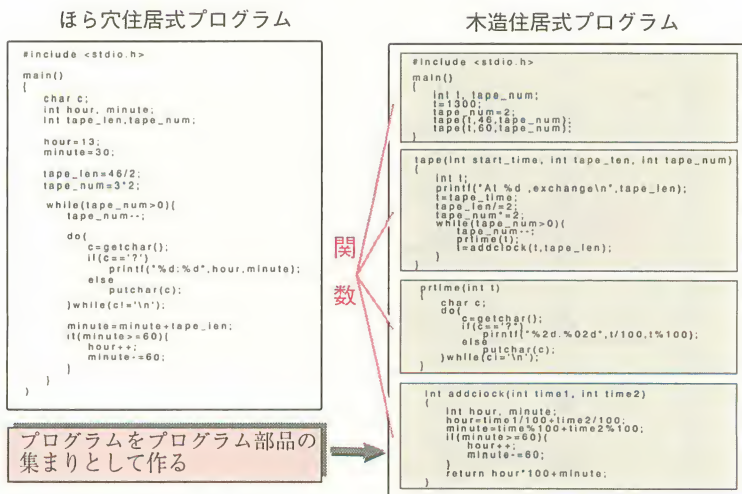 ほら穴住居式プログラム
#include <stdio.h>
main()
{
char c;
int hour, minute;
int tape_len,tape_num;
hour=13;
minute=30;
tape_len=46/2;
tape_num=3*2;
while(tape_num>0){
tape_num--;
do{
c=getchar();
if(c=='?')
printf("%d:%d",hour,minute);
else
putchar(c);
}while(c!='\n');
minute=minute+tape_len;
if(minute>=60){
hour++;
minute-=60;
}
}
}
プログラムをプログラム部品の
集まりとして作る
関
数
木造住居式プログラム
#include <stdio.h>
main()
{
int t, tape_num;
t=1300;
tape_num=2;
tape(t,46,tape_num);
tape(t,60,tape_num);
}
tape(int start_time, int tape_len, int tape_num)
{
int t;
printf("At %d ,exchange\n",tape_len);
t=tape_time;
tape_len/=2;
tape_num*=2;
while(tape_num>0){
tape_num--;
prtime(t);
t=addclock(t,tape_len);
}
}
prtime(int t)
{
char c;
do{
c=getchar();
if(c=='?')
pirntf("%2d.%02d",t/100,t%100);
else
putchar(c);
}while(c!='\n');
}
int addclock(int time1, int time2)
{
int hour, minute;
hour=time1/100+time2/100;
minute=time%100+time2%100;
if(minute>=60){
hour++;
minute-=60;
}
return hour*100+minute;
}